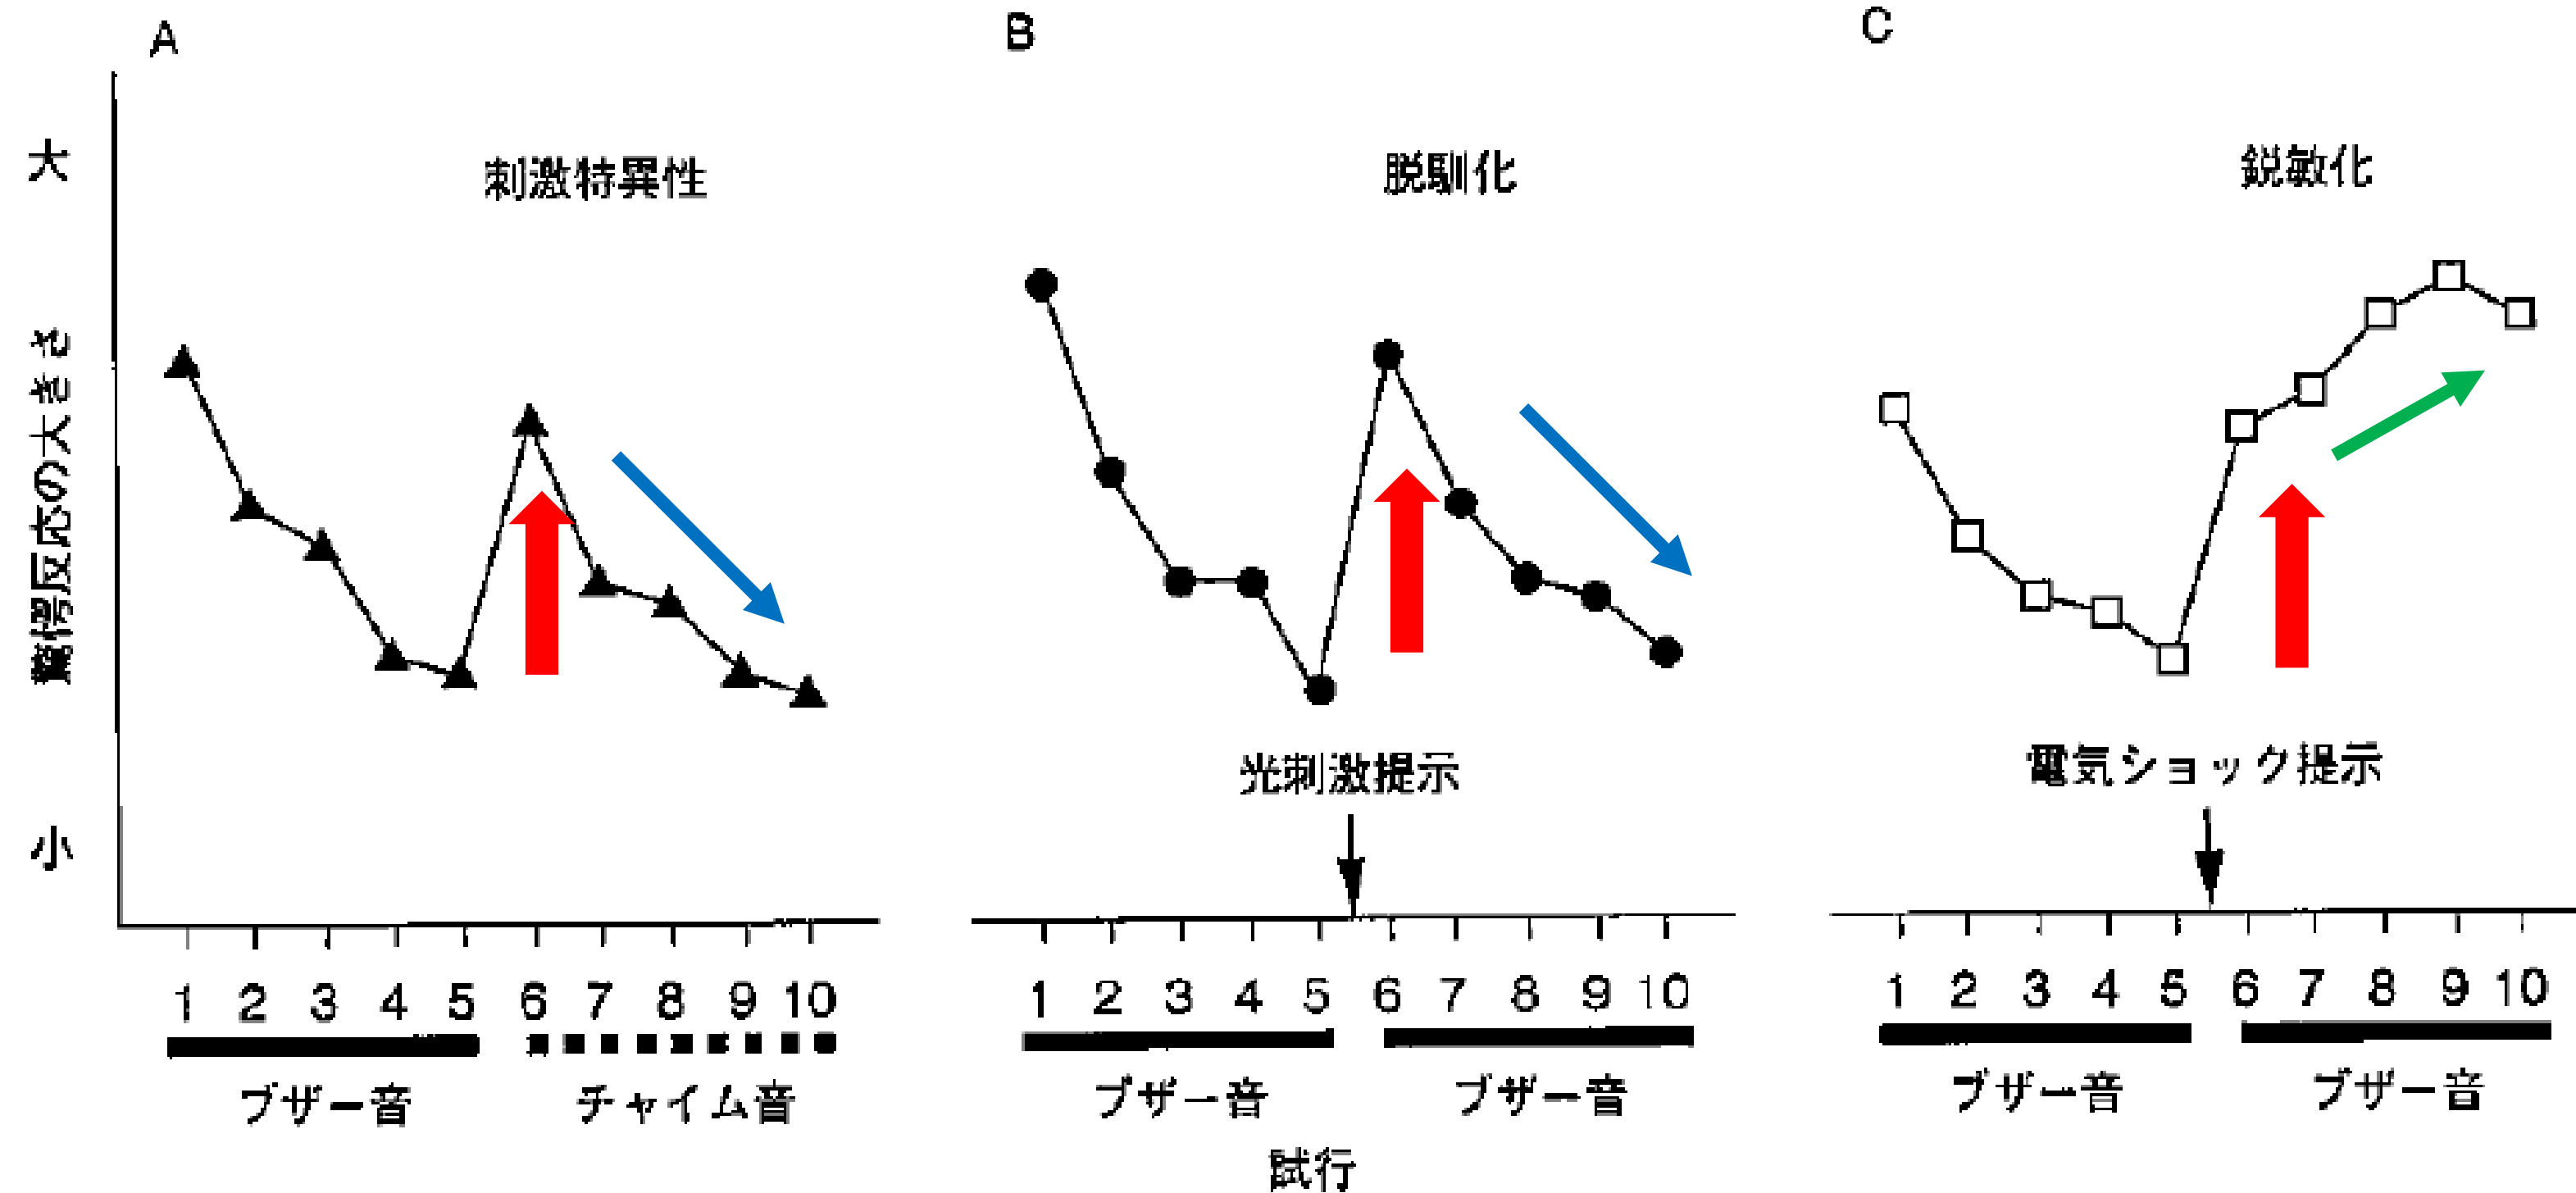 A
B
C
刺激特異性
脱馴化
鋭敏化
大
驚愕反応の大きさ
小
光刺激提示
電気ショック提示
1 2 3 4 5 6 7 8 9 10
1 2 3 4 5 6 7 8 9 10
1 2 3 4 5 6 7 8 9 10
ブザー音
チャイム音
ブザー音
ブザー音
ブザー音
ブザー音
試行